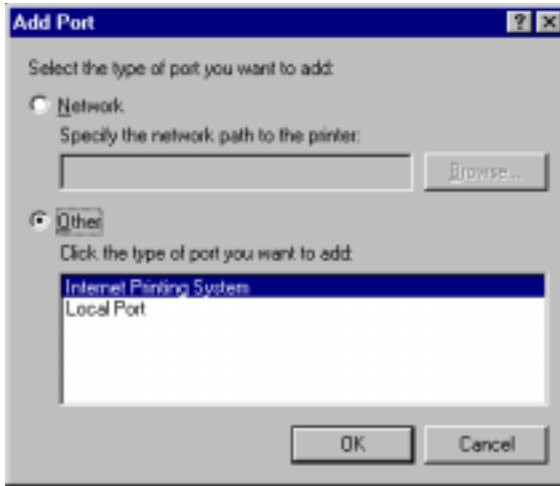 Add Port
Select the type of port you want to add:
Network
Specify the network path to the printer:
Browse...
Other
Click the type of port you want to add:
Internet Printing System
Local Port
OK Cancel